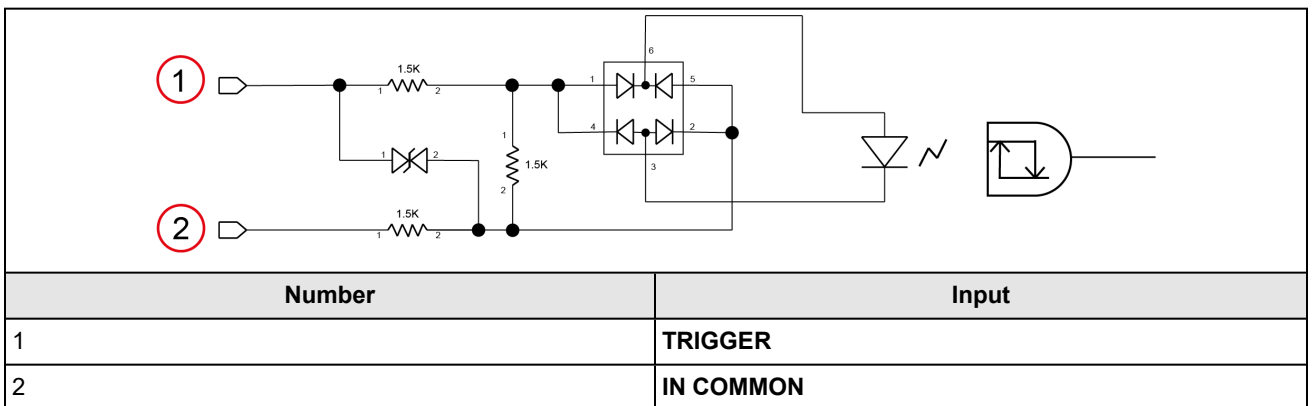 6
1 1.5K 1 5
1 2
4 2
1 2 1 1.5K 3
2
2 1.5K
1 2
Number Input
1 TRIGGER
2 IN COMMON